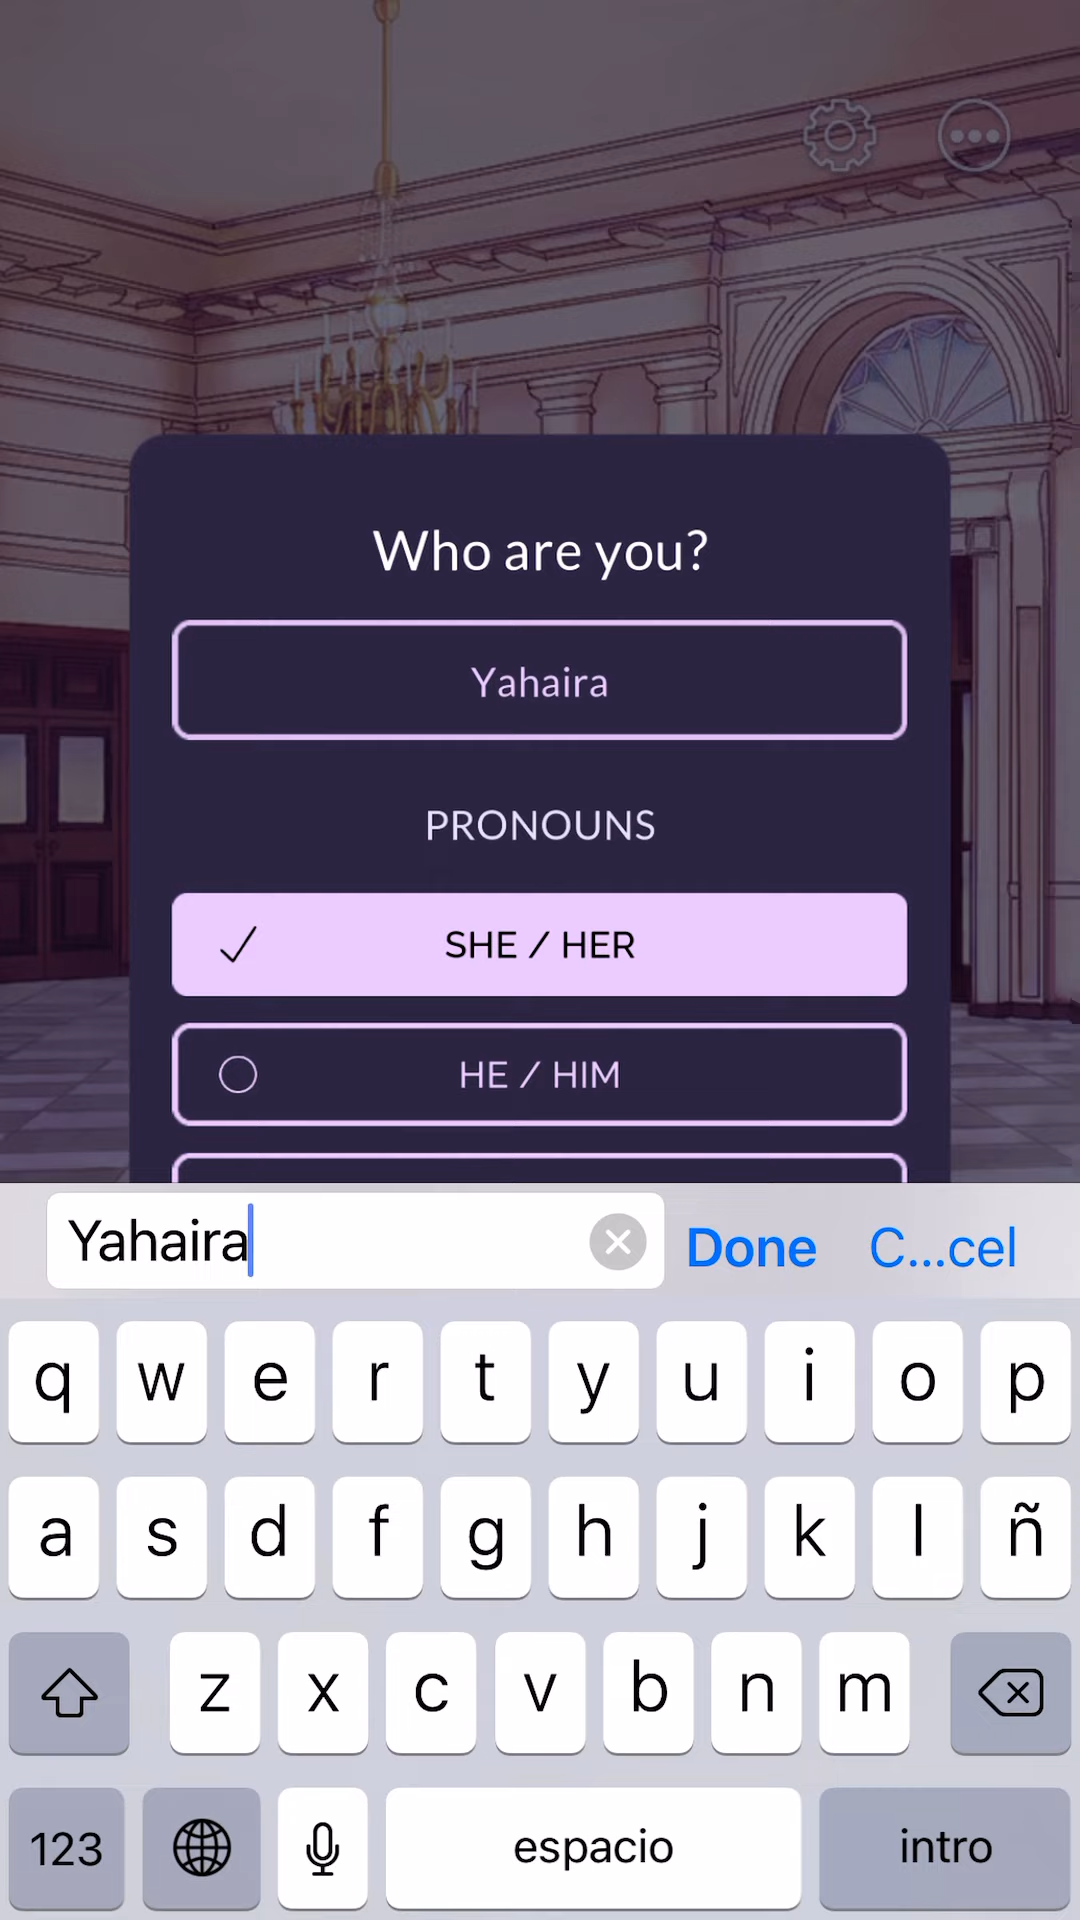 Who are you?
Yahaira
PRONOUNS
SHE / HER
HE / HIM
Yahaira Done C...cel
q w e r t y u i o p
a s d f g h j k l ñ
z x c v b n m
123 espacio intro